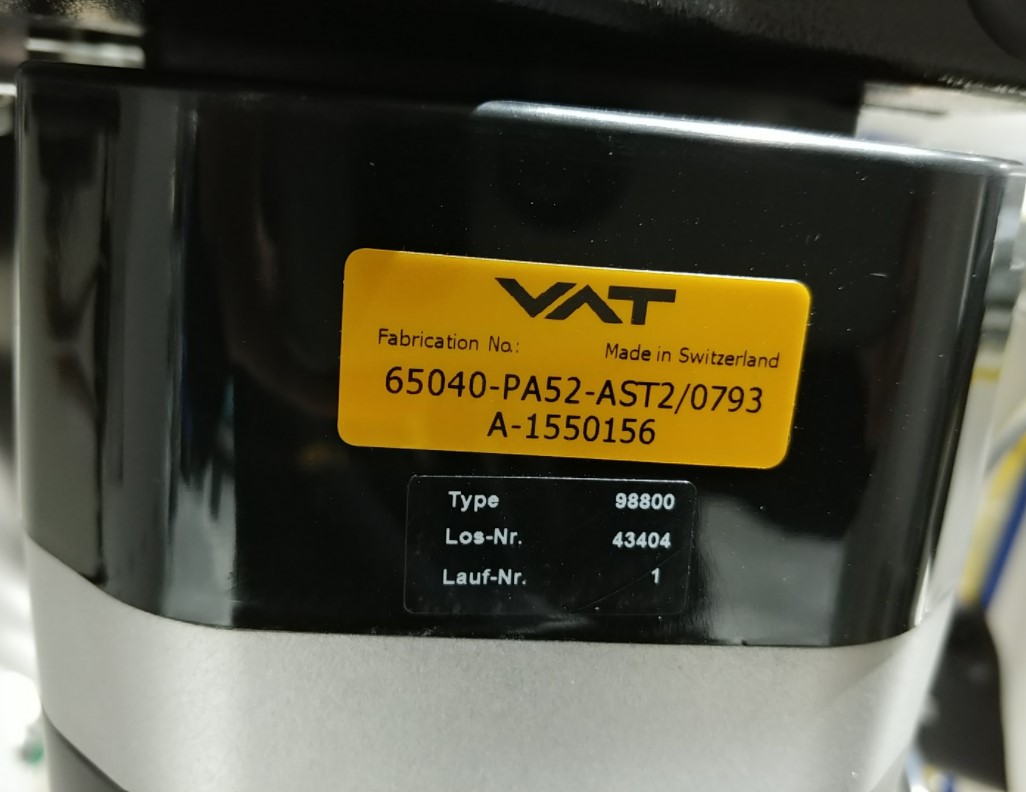 VAT
Fabrication No.: Made in Switzerland
65040-PA52-AST2/0793
A-1550156
Type 98800
Los-Nr. 43404
Lauf-Nr. 1